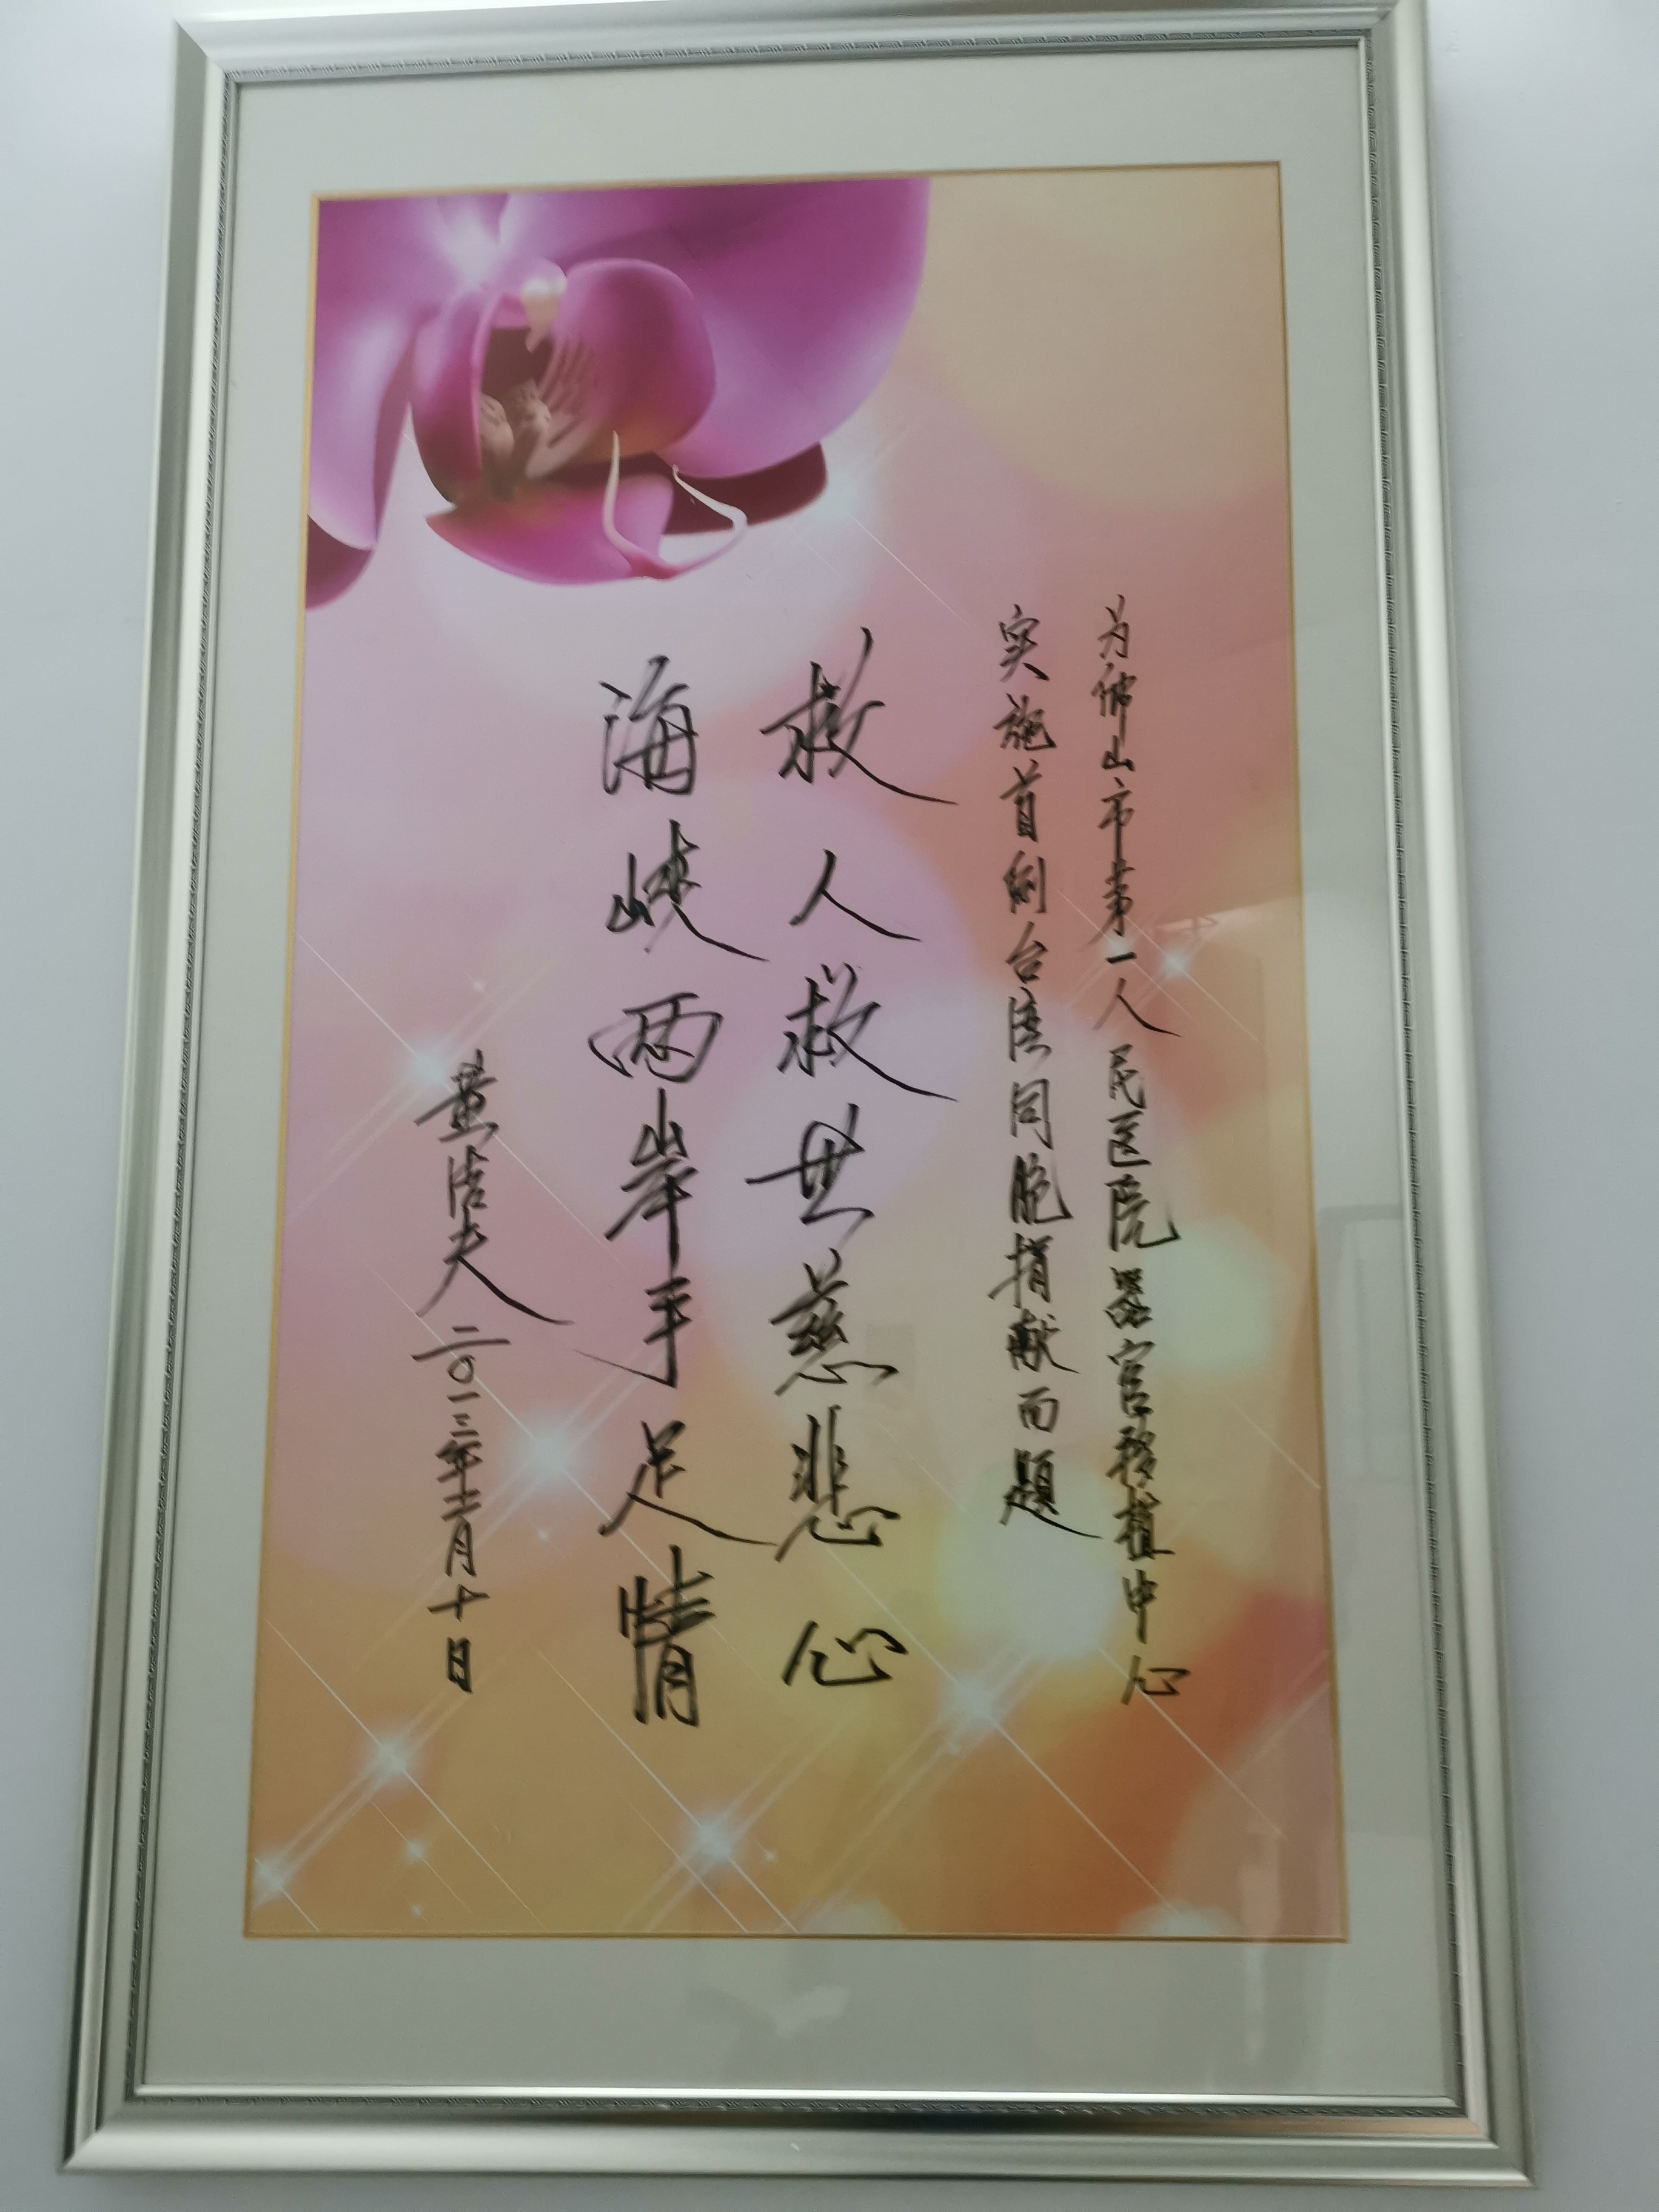 为佛山市第一人民医院器官移植中心
实施首例台湾同胞捐献而题
救人救世慈悲心
海峡两岸手足情
黄洁夫 二〇一三年十二月十日